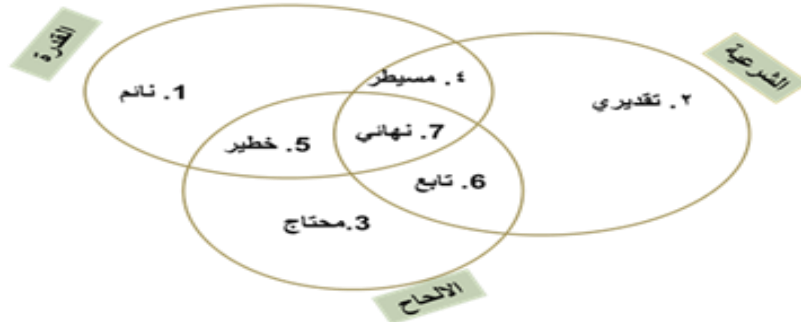 القدرة
الشرعية
٤. مسيطر
1. نائم
٢. تقديري
7. نهائي
5. خطير
6. تابع
3.محتاج
الالحاح